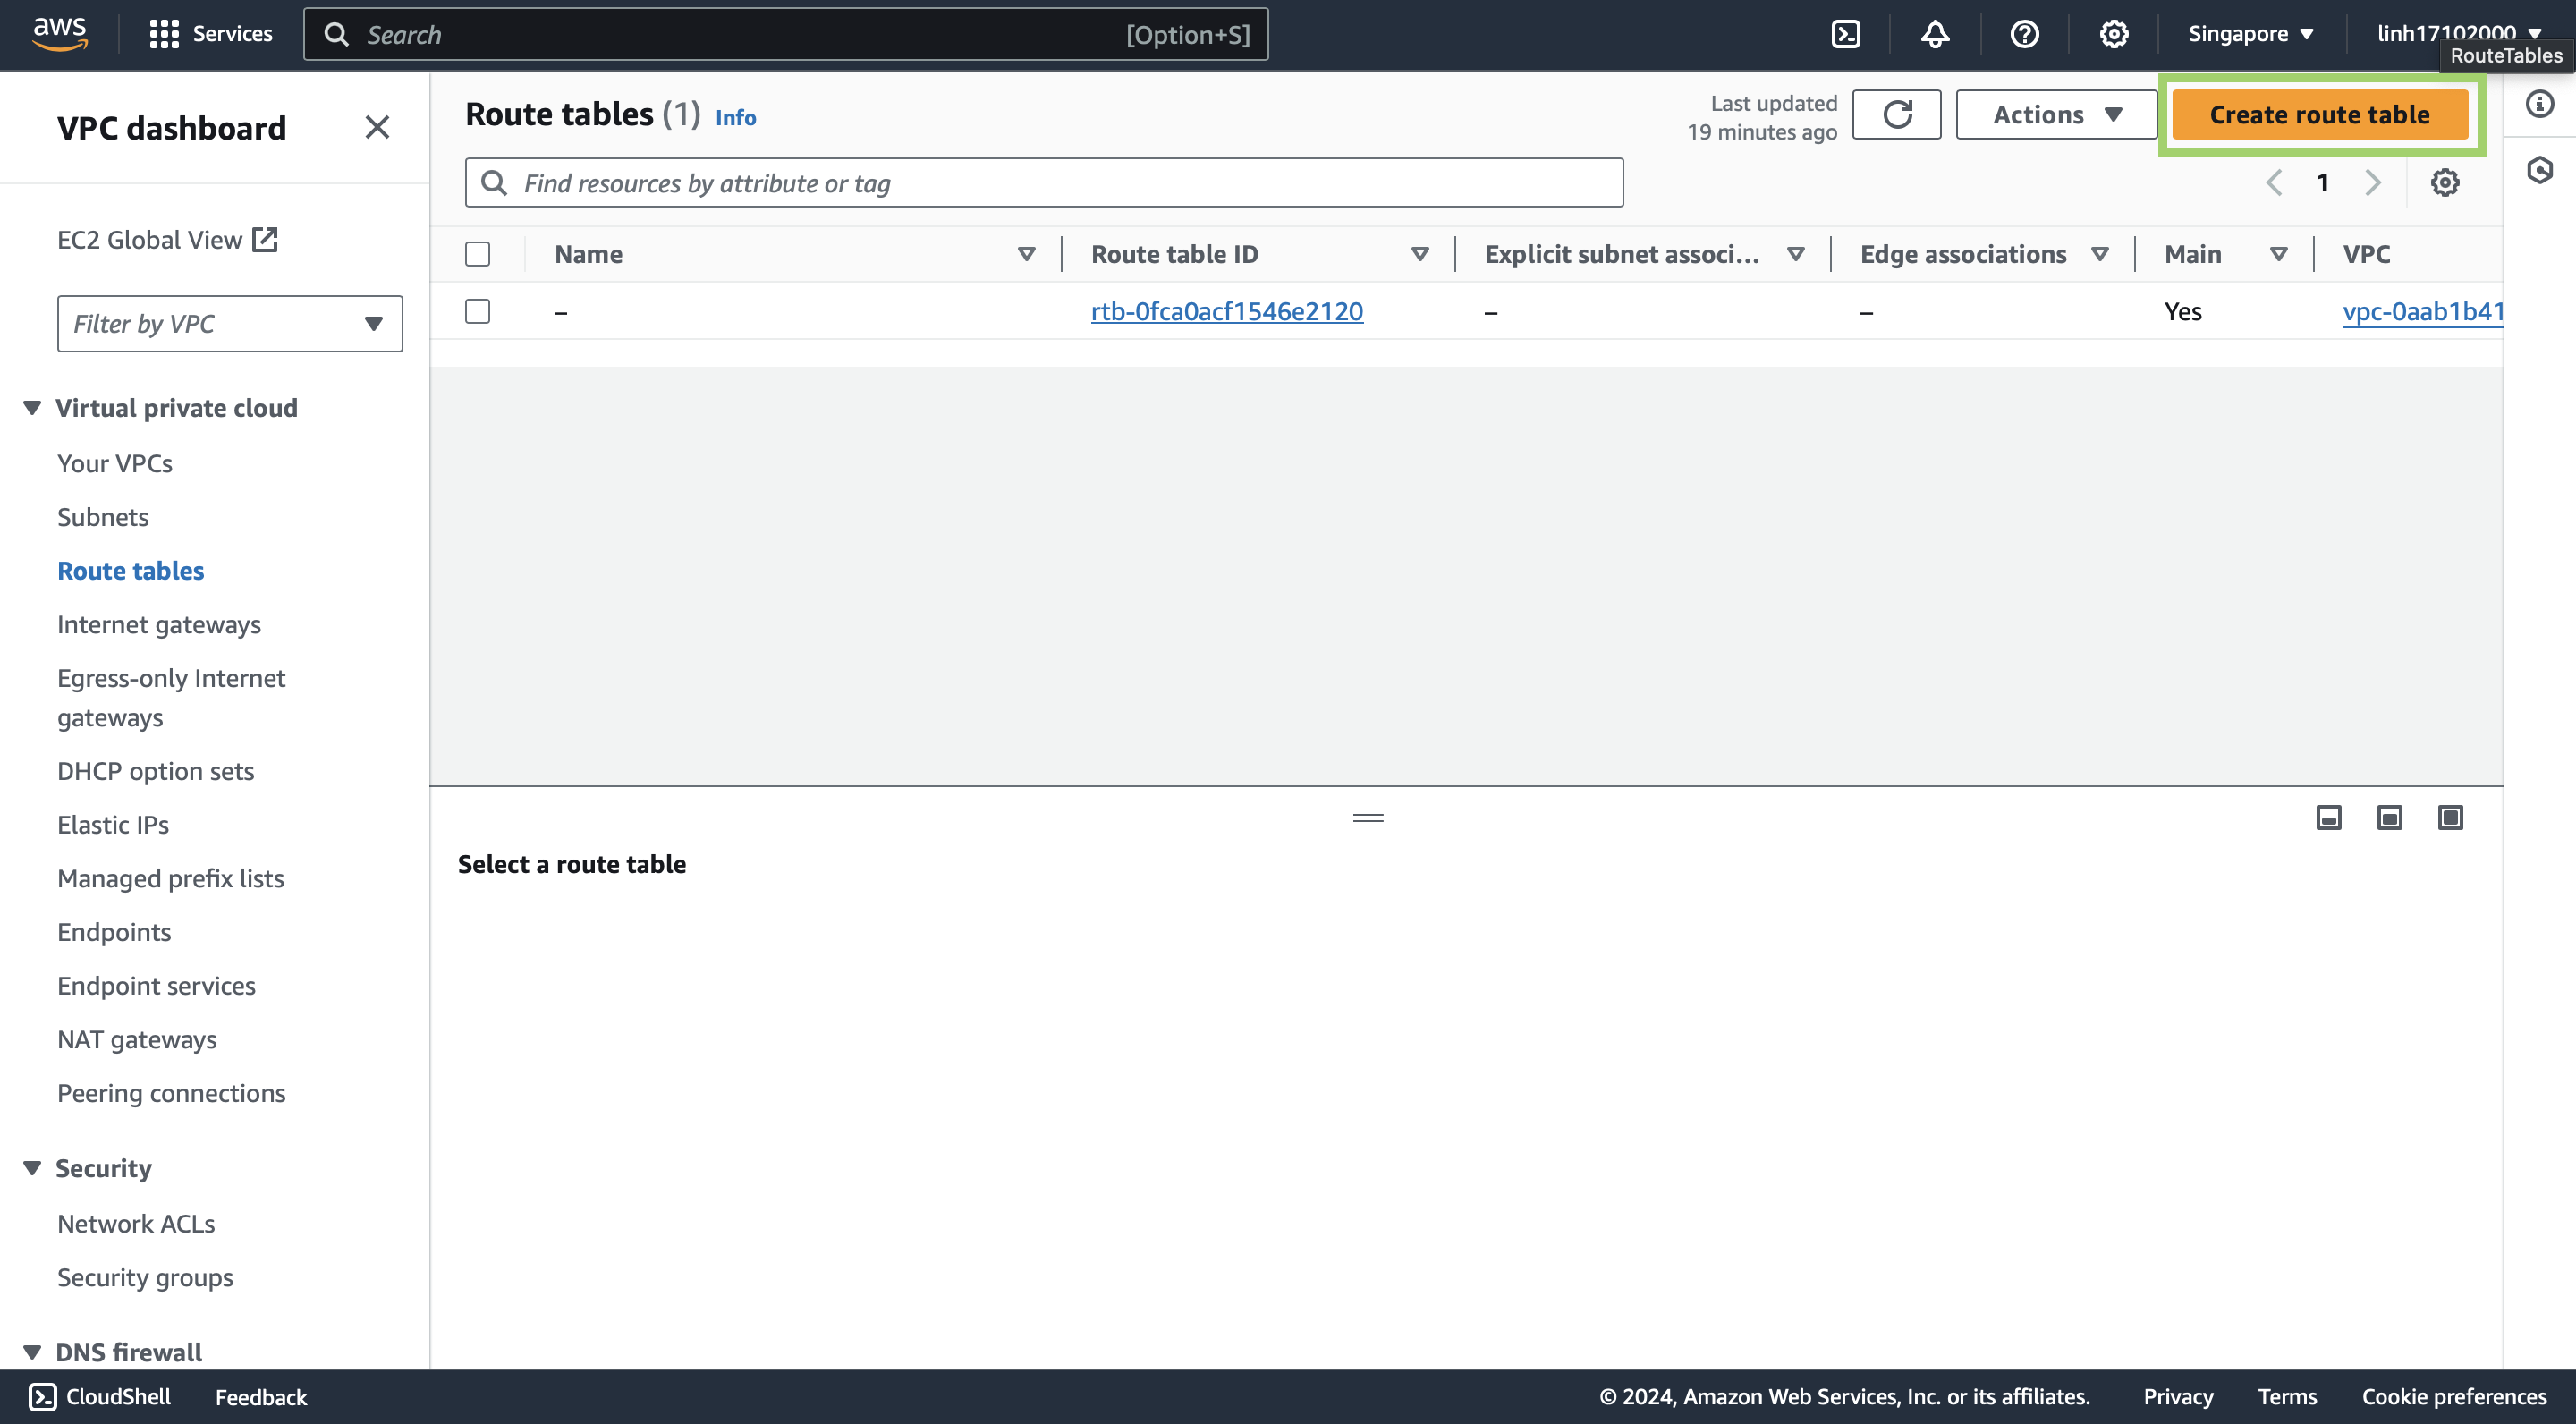 aws
Services
Search [Option+S]
Singapore
linh17102000
RouteTables
VPC dashboard
EC2 Global View
Filter by VPC
Virtual private cloud
Your VPCs
Subnets
Route tables
Internet gateways
Egress-only Internet
gateways
DHCP option sets
Elastic IPs
Managed prefix lists
Endpoints
Endpoint services
NAT gateways
Peering connections
Security
Network ACLs
Security groups
DNS firewall
Route tables (1) Info
Last updated
19 minutes ago
Actions
Create route table
Find resources by attribute or tag
1
Name Route table ID Explicit subnet associ... Edge associations Main VPC
– rtb-0fca0acf1546e2120 – – Yes vpc-0aab1b41
Select a route table
CloudShell Feedback © 2024, Amazon Web Services, Inc. or its affiliates. Privacy Terms Cookie preferences